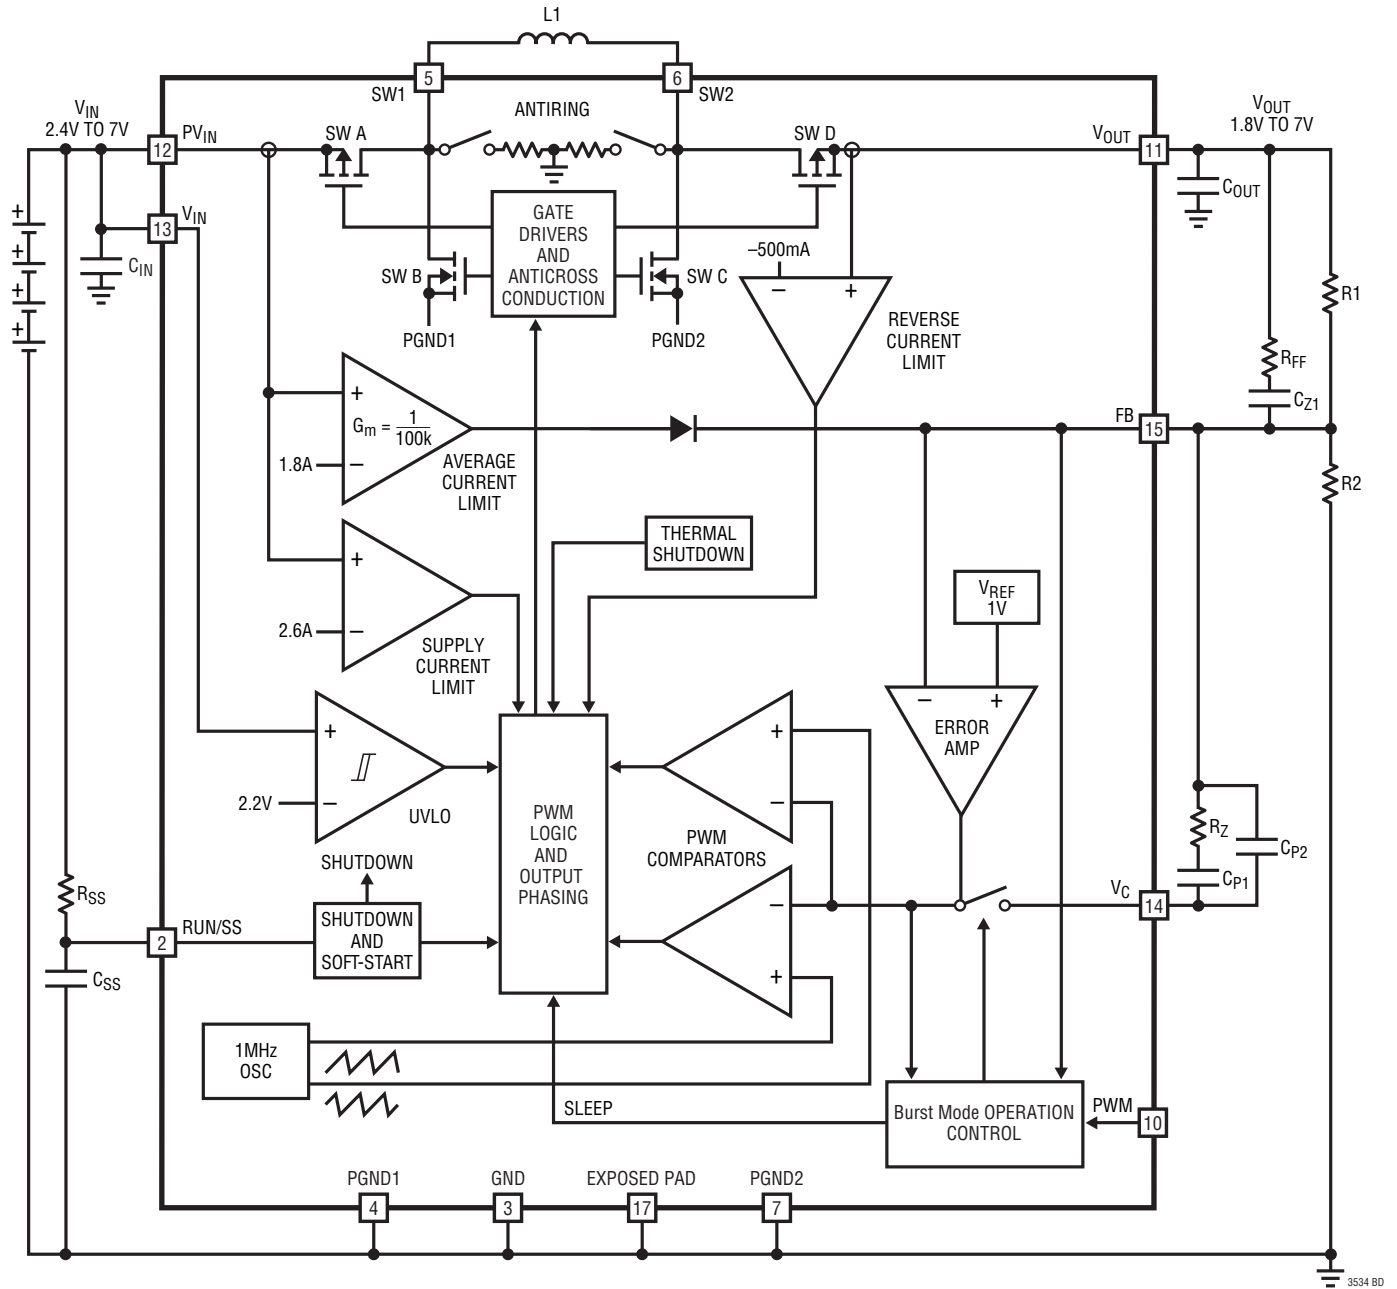 L1
5
6
SW1
SW2
ANTIRING
VIN
2.4V TO 7V
PVIN
12
SW A
SW D
VOUT
11
VOUT
1.8V TO 7V
COUT
VIN
13
CIN
+
+
+
+
GATE
DRIVERS
AND
ANTICROSS
CONDUCTION
SW B
SW C
PGND1
PGND2
–500mA
–
+
REVERSE
CURRENT
LIMIT
R1
RFF
CZ1
+
Gm = 1/100k
1.8A
–
AVERAGE
CURRENT
LIMIT
FB
15
R2
THERMAL
SHUTDOWN
+
2.6A
–
SUPPLY
CURRENT
LIMIT
VREF
1V
–
+
ERROR
AMP
+
2.2V
–
UVLO
PWM
LOGIC
AND
OUTPUT
PHASING
+
–
PWM
COMPARATORS
–
+
RZ
CP1
CP2
VC
14
SHUTDOWN
RSS
RUN/SS
2
SHUTDOWN
AND
SOFT-START
CSS
1MHz
OSC
SLEEP
Burst Mode OPERATION
CONTROL
PWM
10
PGND1
GND
EXPOSED PAD
PGND2
4
3
17
7
3534 BD